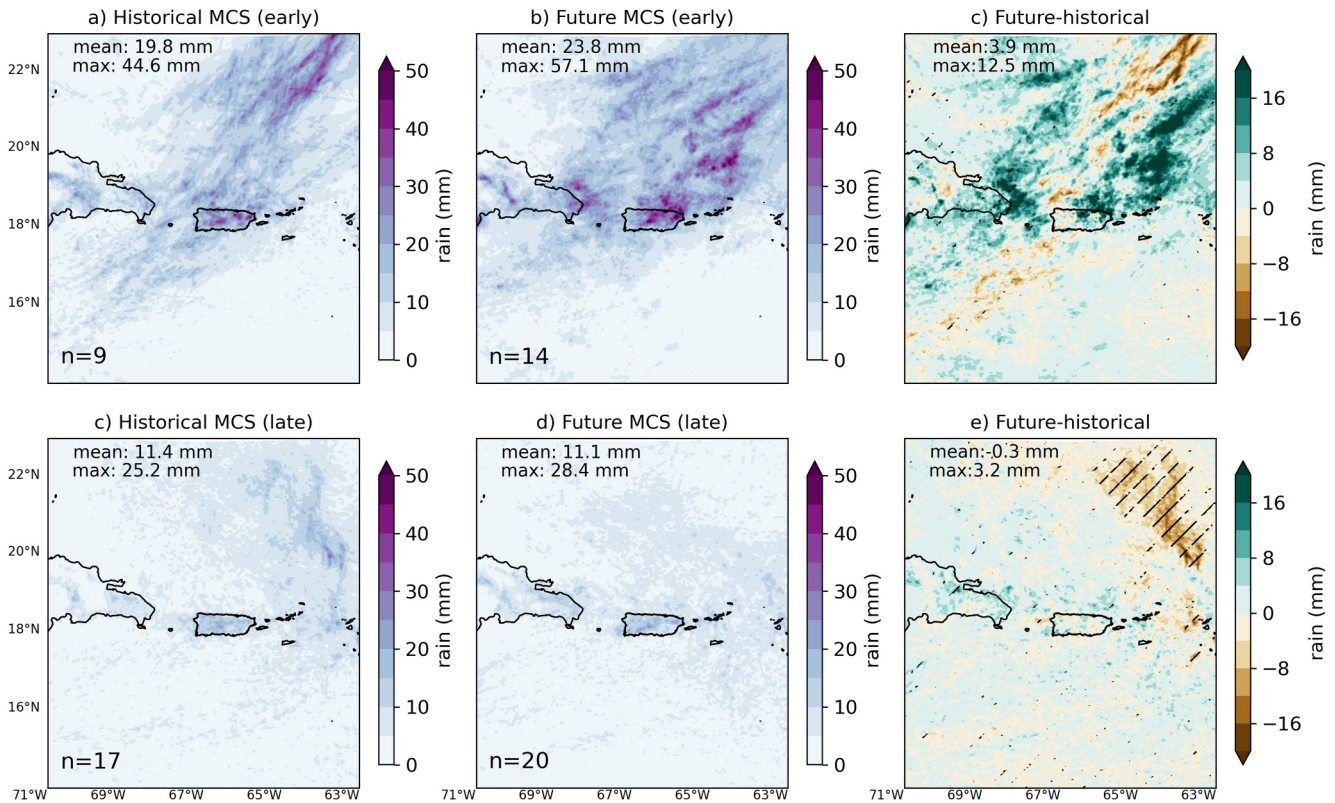 a) Historical MCS (early)
b) Future MCS (early)
c) Future-historical
mean: 19.8 mm
max: 44.6 mm
mean: 23.8 mm
max: 57.1 mm
mean:3.9 mm
max:12.5 mm
22°N
20°N
18°N
16°N
n=9
n=14
50
40
30
20
10
0
rain (mm)
50
40
30
20
10
0
rain (mm)
16
8
0
−8
−16
rain (mm)
c) Historical MCS (late)
d) Future MCS (late)
e) Future-historical
mean: 11.4 mm
max: 25.2 mm
mean: 11.1 mm
max: 28.4 mm
mean:-0.3 mm
max:3.2 mm
22°N
20°N
18°N
16°N
n=17
n=20
50
40
30
20
10
0
rain (mm)
50
40
30
20
10
0
rain (mm)
16
8
0
−8
−16
rain (mm)
71°W 69°W 67°W 65°W 63°W
71°W 69°W 67°W 65°W 63°W
71°W 69°W 67°W 65°W 63°W